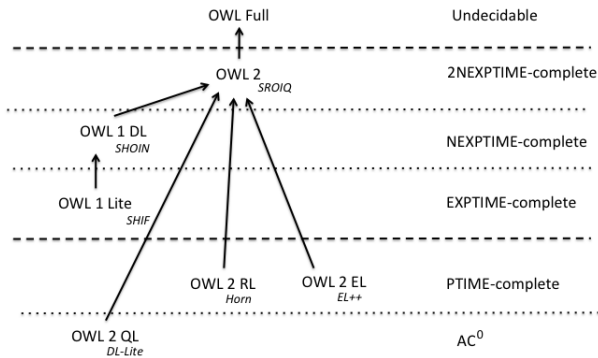 OWL Full Undecidable
OWL 2 2NEXPTIME-complete
SROIQ
OWL 1 DL NEXPTIME-complete
SHOIN
OWL 1 Lite EXPTIME-complete
SHIF
OWL 2 RL OWL 2 EL PTIME-complete
Horn EL++
OWL 2 QL AC⁰
DL-Lite